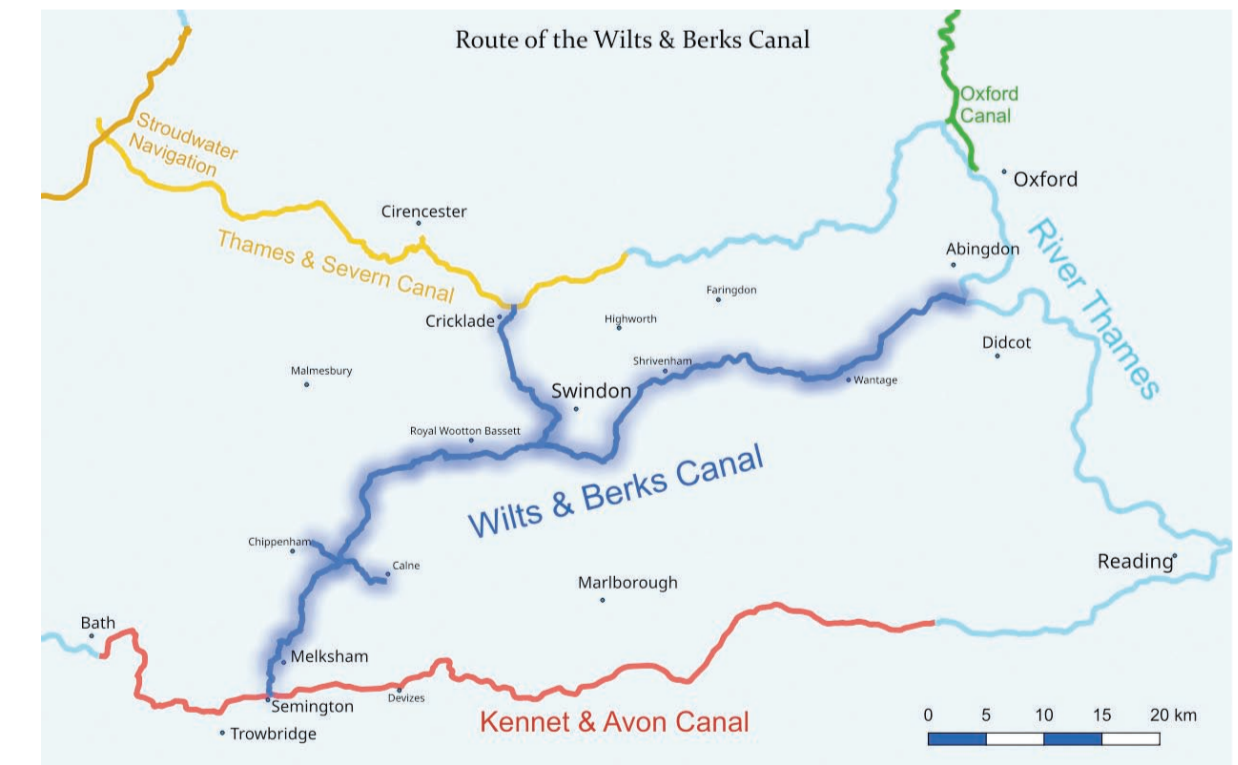 Route of the Wilts & Berks Canal
Oxford
Canal
Stroudwater
Navigation
Oxford
Cirencester
River Thames
Thames & Severn Canal
Abingdon
Faringdon
Cricklade
Highworth
Didcot
Shrivenham
Malmesbury
Wantage
Swindon
Royal Wootton Bassett
Wilts & Berks Canal
Chippenham
Calne
Reading
Marlborough
Bath
Melksham
Devizes
Semington
Kennet & Avon Canal
Trowbridge
0 5 10 15 20 km